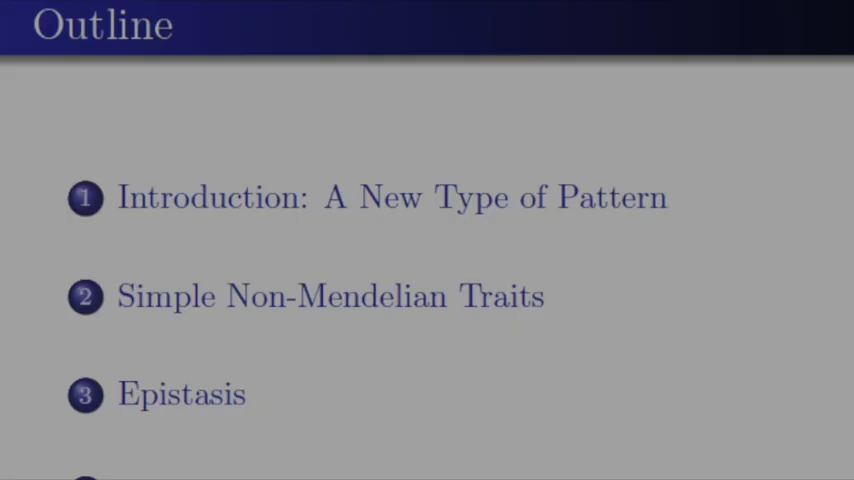 Outline
1 Introduction: A New Type of Pattern
2 Simple Non-Mendelian Traits
3 Epistasis